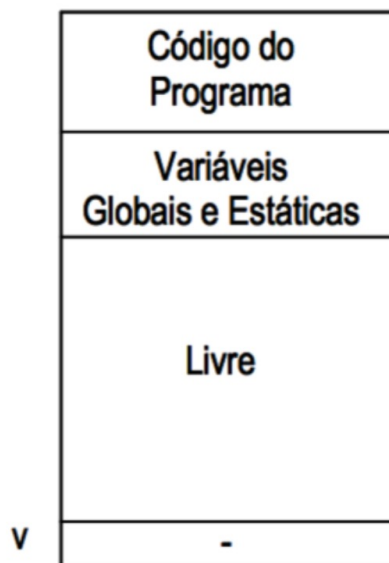 Código do
Programa
Variáveis
Globais e Estáticas
Livre
v
-